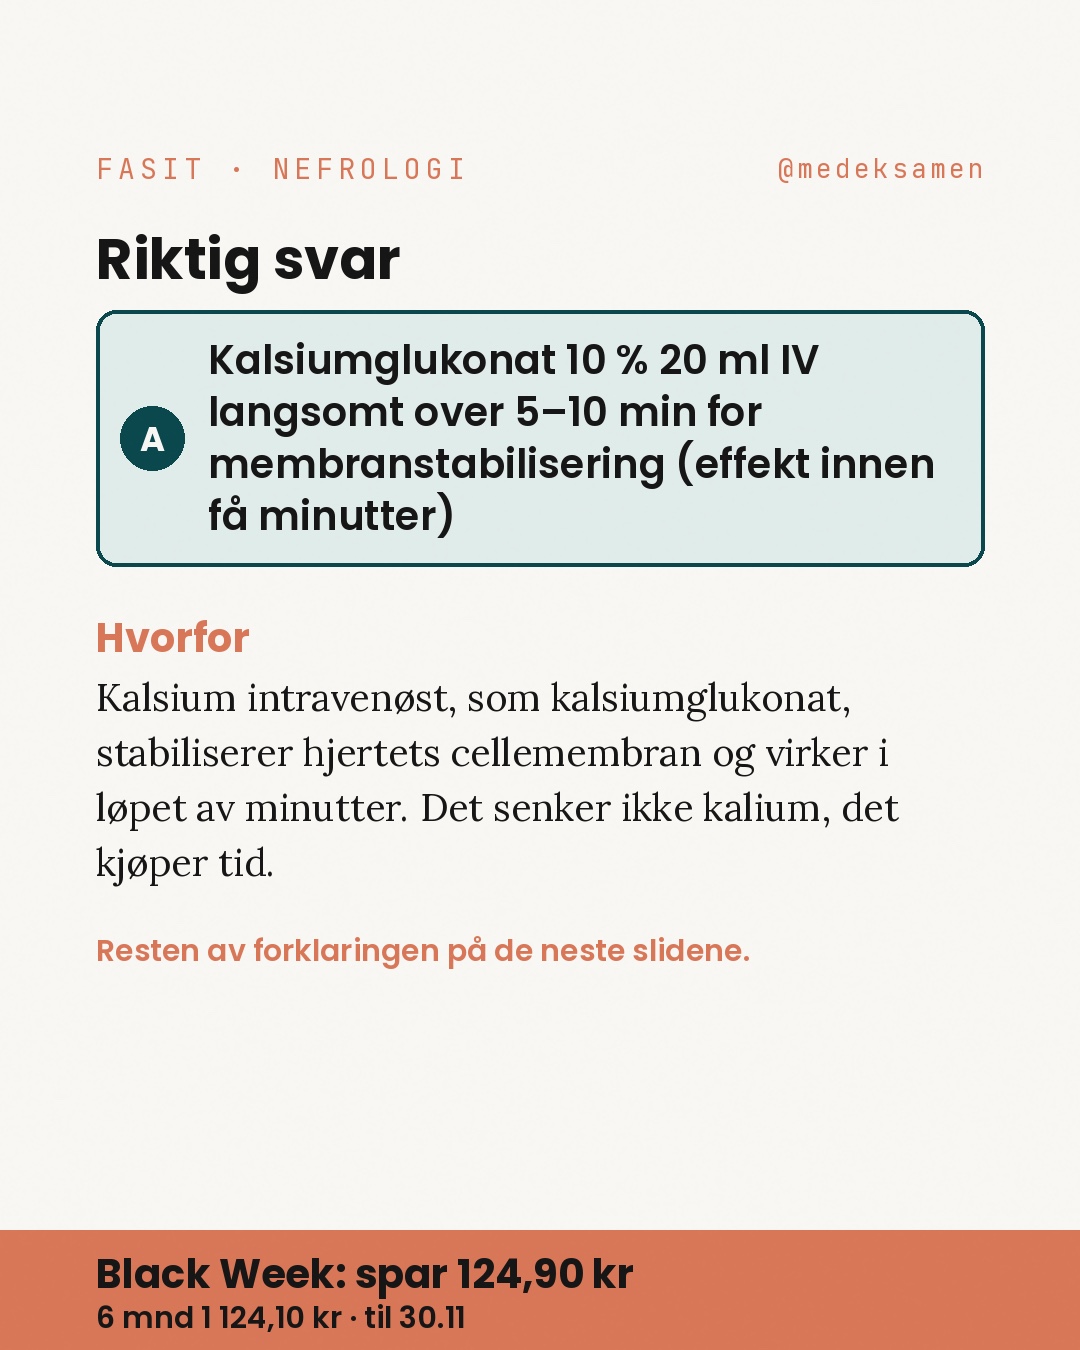 FASIT · NEFROLOGI
@medeksamen
Riktig svar
A
Kalsiumglukonat 10 % 20 ml IV
langsomt over 5–10 min for
membranstabilisering (effekt innen
få minutter)
Hvorfor
Kalsium intravenøst, som kalsiumglukonat,
stabiliserer hjertets cellemembran og virker i
løpet av minutter. Det senker ikke kalium, det
kjøper tid.
Resten av forklaringen på de neste slidene.
Black Week: spar 124,90 kr
6 mnd 1 124,10 kr · til 30.11